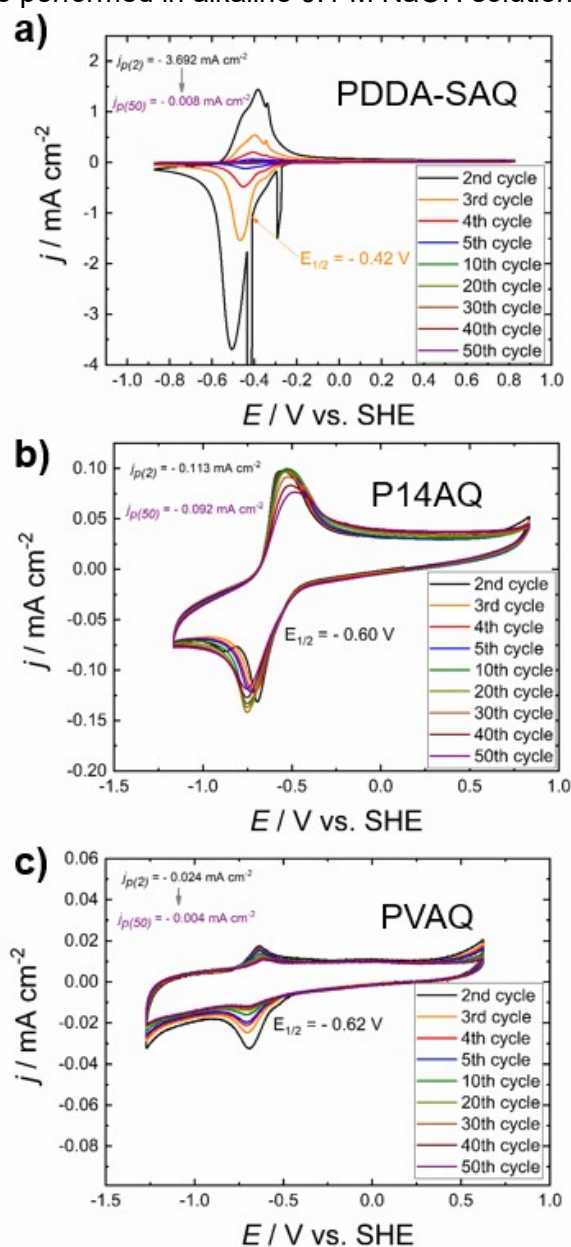 a)
j_p(2) = - 3.692 mA cm⁻²
j_p(50) = - 0.008 mA cm⁻²
PDDA-SAQ
2
1
0
-1
-2
-3
-4
j / mA cm⁻²
2nd cycle
3rd cycle
4th cycle
5th cycle
10th cycle
20th cycle
30th cycle
40th cycle
50th cycle
E₁/₂ = - 0.42 V
-1.0 -0.8 -0.6 -0.4 -0.2 0.0 0.2 0.4 0.6 0.8 1.0
E / V vs. SHE
b)
j_p(2) = - 0.113 mA cm⁻²
j_p(50) = - 0.092 mA cm⁻²
P14AQ
0.10
0.05
0.00
-0.05
-0.10
-0.15
-0.20
j / mA cm⁻²
2nd cycle
3rd cycle
4th cycle
5th cycle
10th cycle
20th cycle
30th cycle
40th cycle
50th cycle
E₁/₂ = - 0.60 V
-1.5 -1.0 -0.5 0.0 0.5 1.0
E / V vs. SHE
c)
j_p(2) = - 0.024 mA cm⁻²
j_p(50) = - 0.004 mA cm⁻²
PVAQ
0.06
0.04
0.02
0.00
-0.02
-0.04
-0.06
-0.08
j / mA cm⁻²
E₁/₂ = - 0.62 V
2nd cycle
3rd cycle
4th cycle
5th cycle
10th cycle
20th cycle
30th cycle
40th cycle
50th cycle
-1.5 -1.0 -0.5 0.0 0.5 1.0
E / V vs. SHE